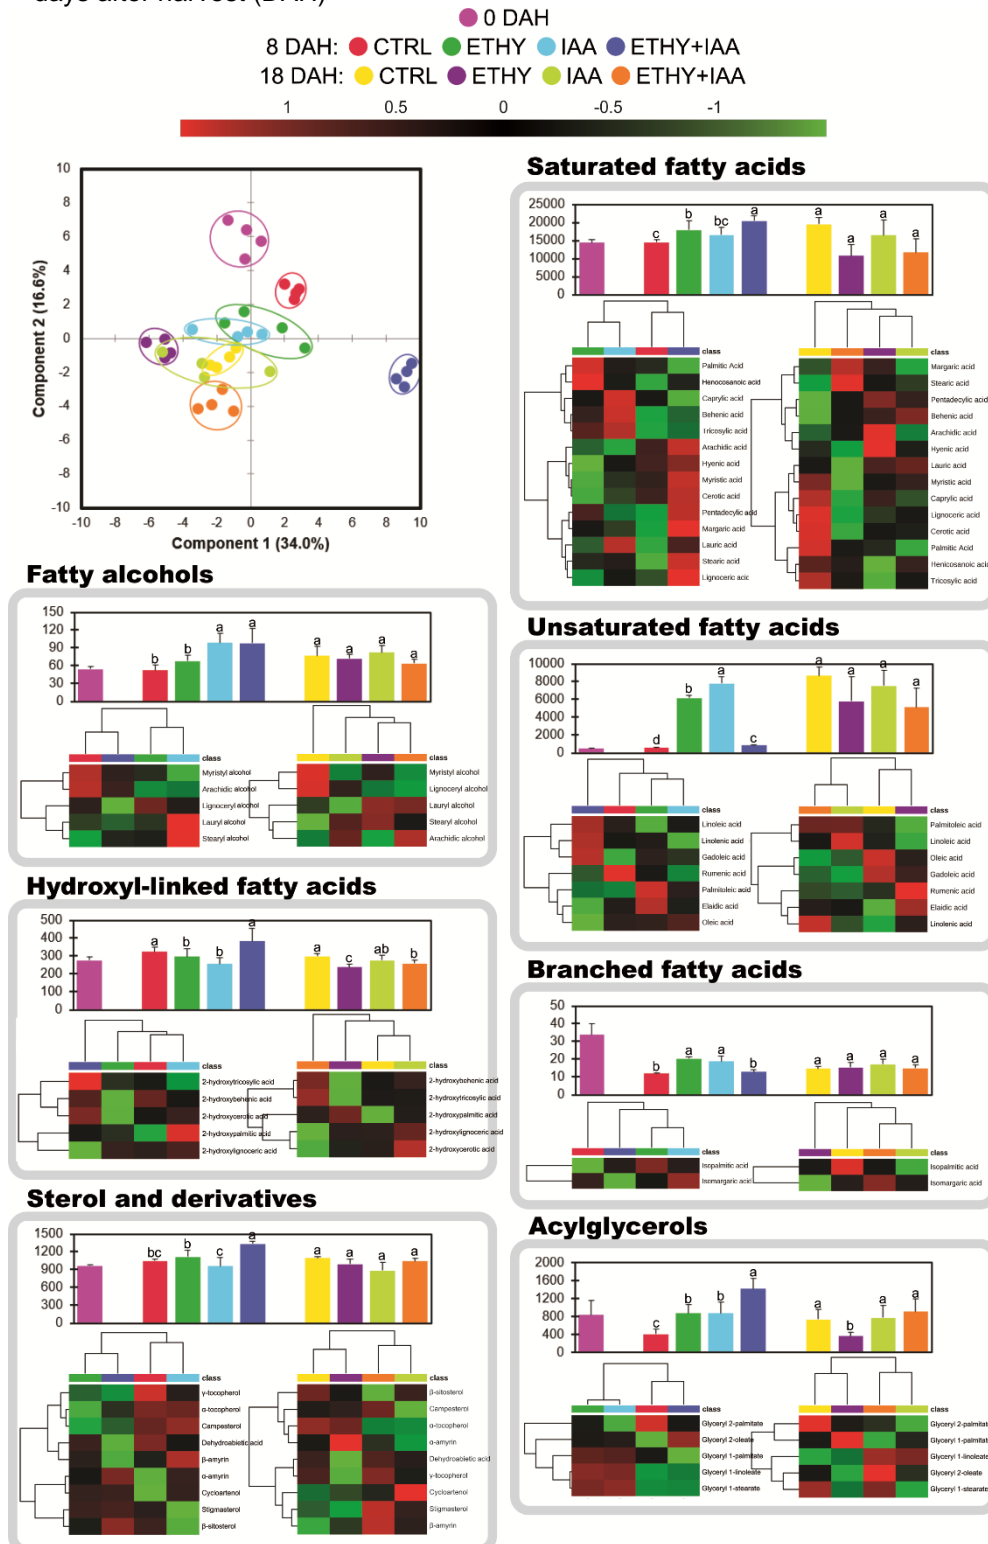 days after harvest (DAH)
0 DAH
8 DAH: CTRL ETHY IAA ETHY+IAA
18 DAH: CTRL ETHY IAA ETHY+IAA
1 0.5 0 -0.5 -1
10
8
6
4
2
0
-2
-4
-6
-8
-10
-10 -8 -6 -4 -2 0 2 4 6 8 10
Component 2 (16.6%)
Component 1 (34.0%)
Saturated fatty acids
25000
20000
15000
10000
5000
0
c b bc a a a a a
class
Palmitic Acid
Henocosanoic acid
Caprylic acid
Behenic acid
Tricosylic acid
Arachidic acid
Hyenic acid
Myristic acid
Cerotic acid
Pentadecylic acid
Margaric acid
Lauric acid
Stearic acid
Lignoceric acid
class
Margaric acid
Stearic acid
Pentadecylic acid
Behenic acid
Arachidic acid
Hyenic acid
Lauric acid
Myristic acid
Caprylic acid
Lignoceric acid
Cerotic acid
Palmitic Acid
Henicosanoic acid
Tricosylic acid
Fatty alcohols
150
120
90
60
30
0
b b a a a a a a
class
Myristyl alcohol
Arachidic alcohol
Lignoceryl alcohol
Lauryl alcohol
Stearyl alcohol
class
Myristyl alcohol
Lignoceryl alcohol
Lauryl alcohol
Stearyl alcohol
Arachidic alcohol
Unsaturated fatty acids
10000
8000
6000
4000
2000
0
d b a c a a a a
class
Linoleic acid
Linolenic acid
Gadoleic acid
Rumenic acid
Palmitoleic acid
Elaidic acid
Oleic acid
class
Palmitoleic acid
Linoleic acid
Oleic acid
Gadoleic acid
Rumenic acid
Elaidic acid
Linolenic acid
Hydroxyl-linked fatty acids
500
400
300
200
100
0
a b b a a c ab b
class
2-hydroxytricosylic acid
2-hydroxybehenic acid
2-hydroxycerotic acid
2-hydroxypalmitic acid
2-hydroxylignoceric acid
class
2-hydroxybehenic acid
2-hydroxytricosylic acid
2-hydroxypalmitic acid
2-hydroxylignoceric acid
2-hydroxycerotic acid
Branched fatty acids
50
40
30
20
10
0
b a a b a a a a
class
Isopalmitic acid
Isomargaric acid
class
Isopalmitic acid
Isomargaric acid
Sterol and derivatives
1500
1200
900
600
300
0
bc b c a a a a a
class
γ-tocopherol
α-tocopherol
Campesterol
Dehydroabietic acid
β-amyrin
α-amyrin
Cycloartenol
Stigmasterol
β-sitosterol
class
β-sitosterol
Campesterol
α-tocopherol
α-amyrin
Dehydroabietic acid
γ-tocopherol
Cycloartenol
Stigmasterol
β-amyrin
Acylglycerols
2000
1600
1200
800
400
0
c b b a a b a a
class
Glyceryl 2-palmitate
Glyceryl 2-oleate
Glyceryl 1-palmitate
Glyceryl 1-linoleate
Glyceryl 1-stearate
class
Glyceryl 2-palmitate
Glyceryl 1-palmitate
Glyceryl 1-linoleate
Glyceryl 2-oleate
Glyceryl 1-stearate